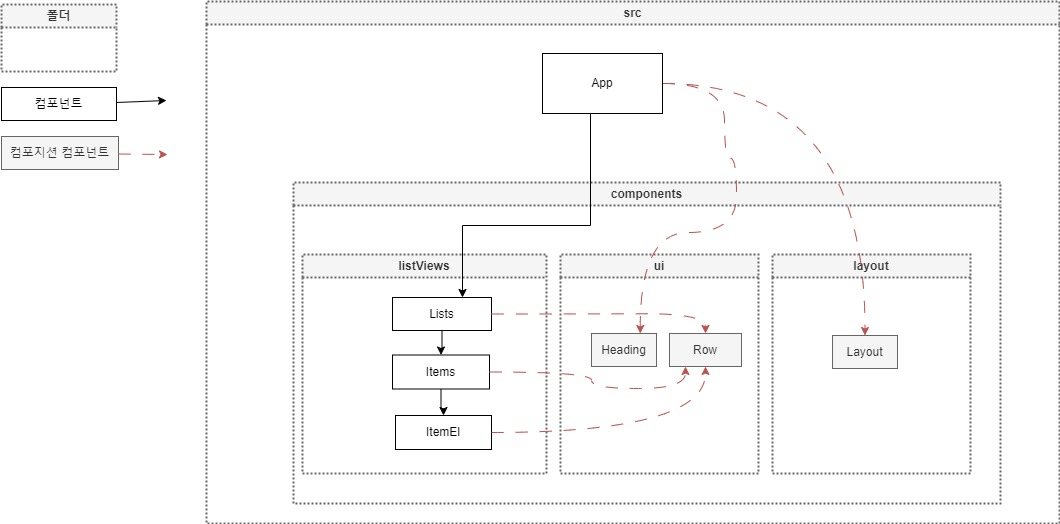 폴더
컴포넌트
컴포지션 컴포넌트
src
App
components
listViews
ui
layout
Lists
Items
ItemEl
Heading
Row
Layout